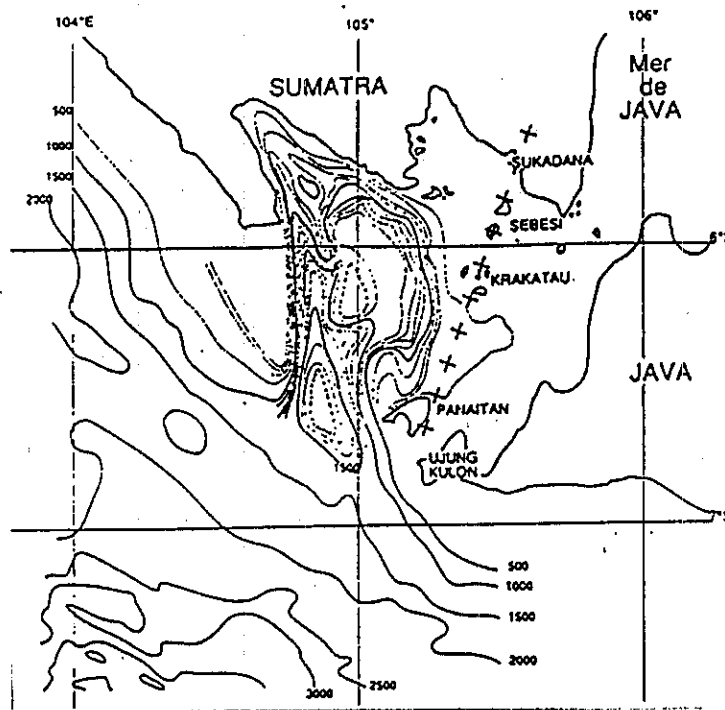 104°E
105°
106°
SUMATRA
Mer
de
JAVA
500
1000
1500
2000
SUKADANA
SEBESI
KRAKATAU
JAVA
PANAITAN
UJUNG
KULON
1500
500
1000
1500
2000
2500
3000